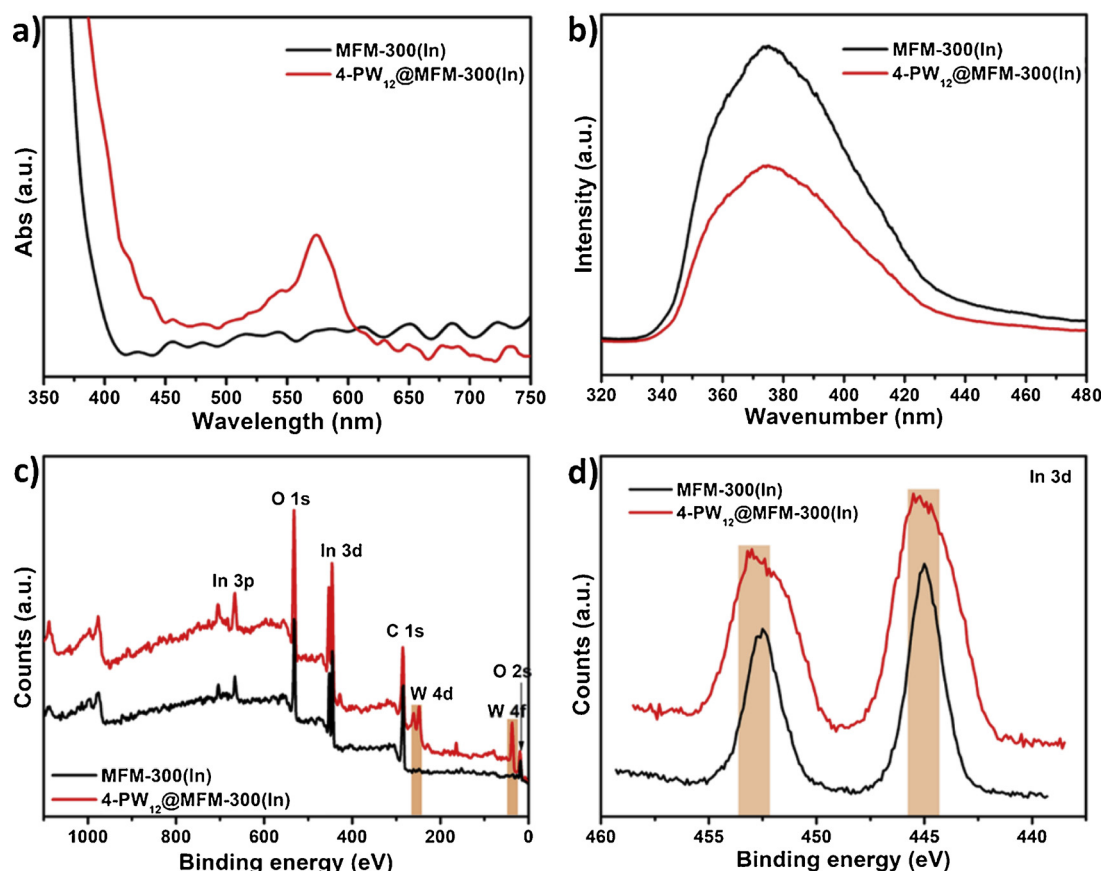 a)
MFM-300(In)
4-PW12@MFM-300(In)
Abs (a.u.)
350 400 450 500 550 600 650 700 750
Wavelength (nm)
b)
MFM-300(In)
4-PW12@MFM-300(In)
Intensity (a.u.)
320 360 400 420 440 480
Wavenumber (nm)
c)
O 1s
In 3d
In 3p
C 1s
O 2s
W 4d
W 4f
MFM-300(In)
4-PW12@MFM-300(In)
Counts (a.u.)
1000 800 600 400 200 0
Binding energy (eV)
d)
In 3d
MFM-300(In)
4-PW12@MFM-300(In)
Counts (a.u.)
460 455 450 445 440
Binding energy (eV)